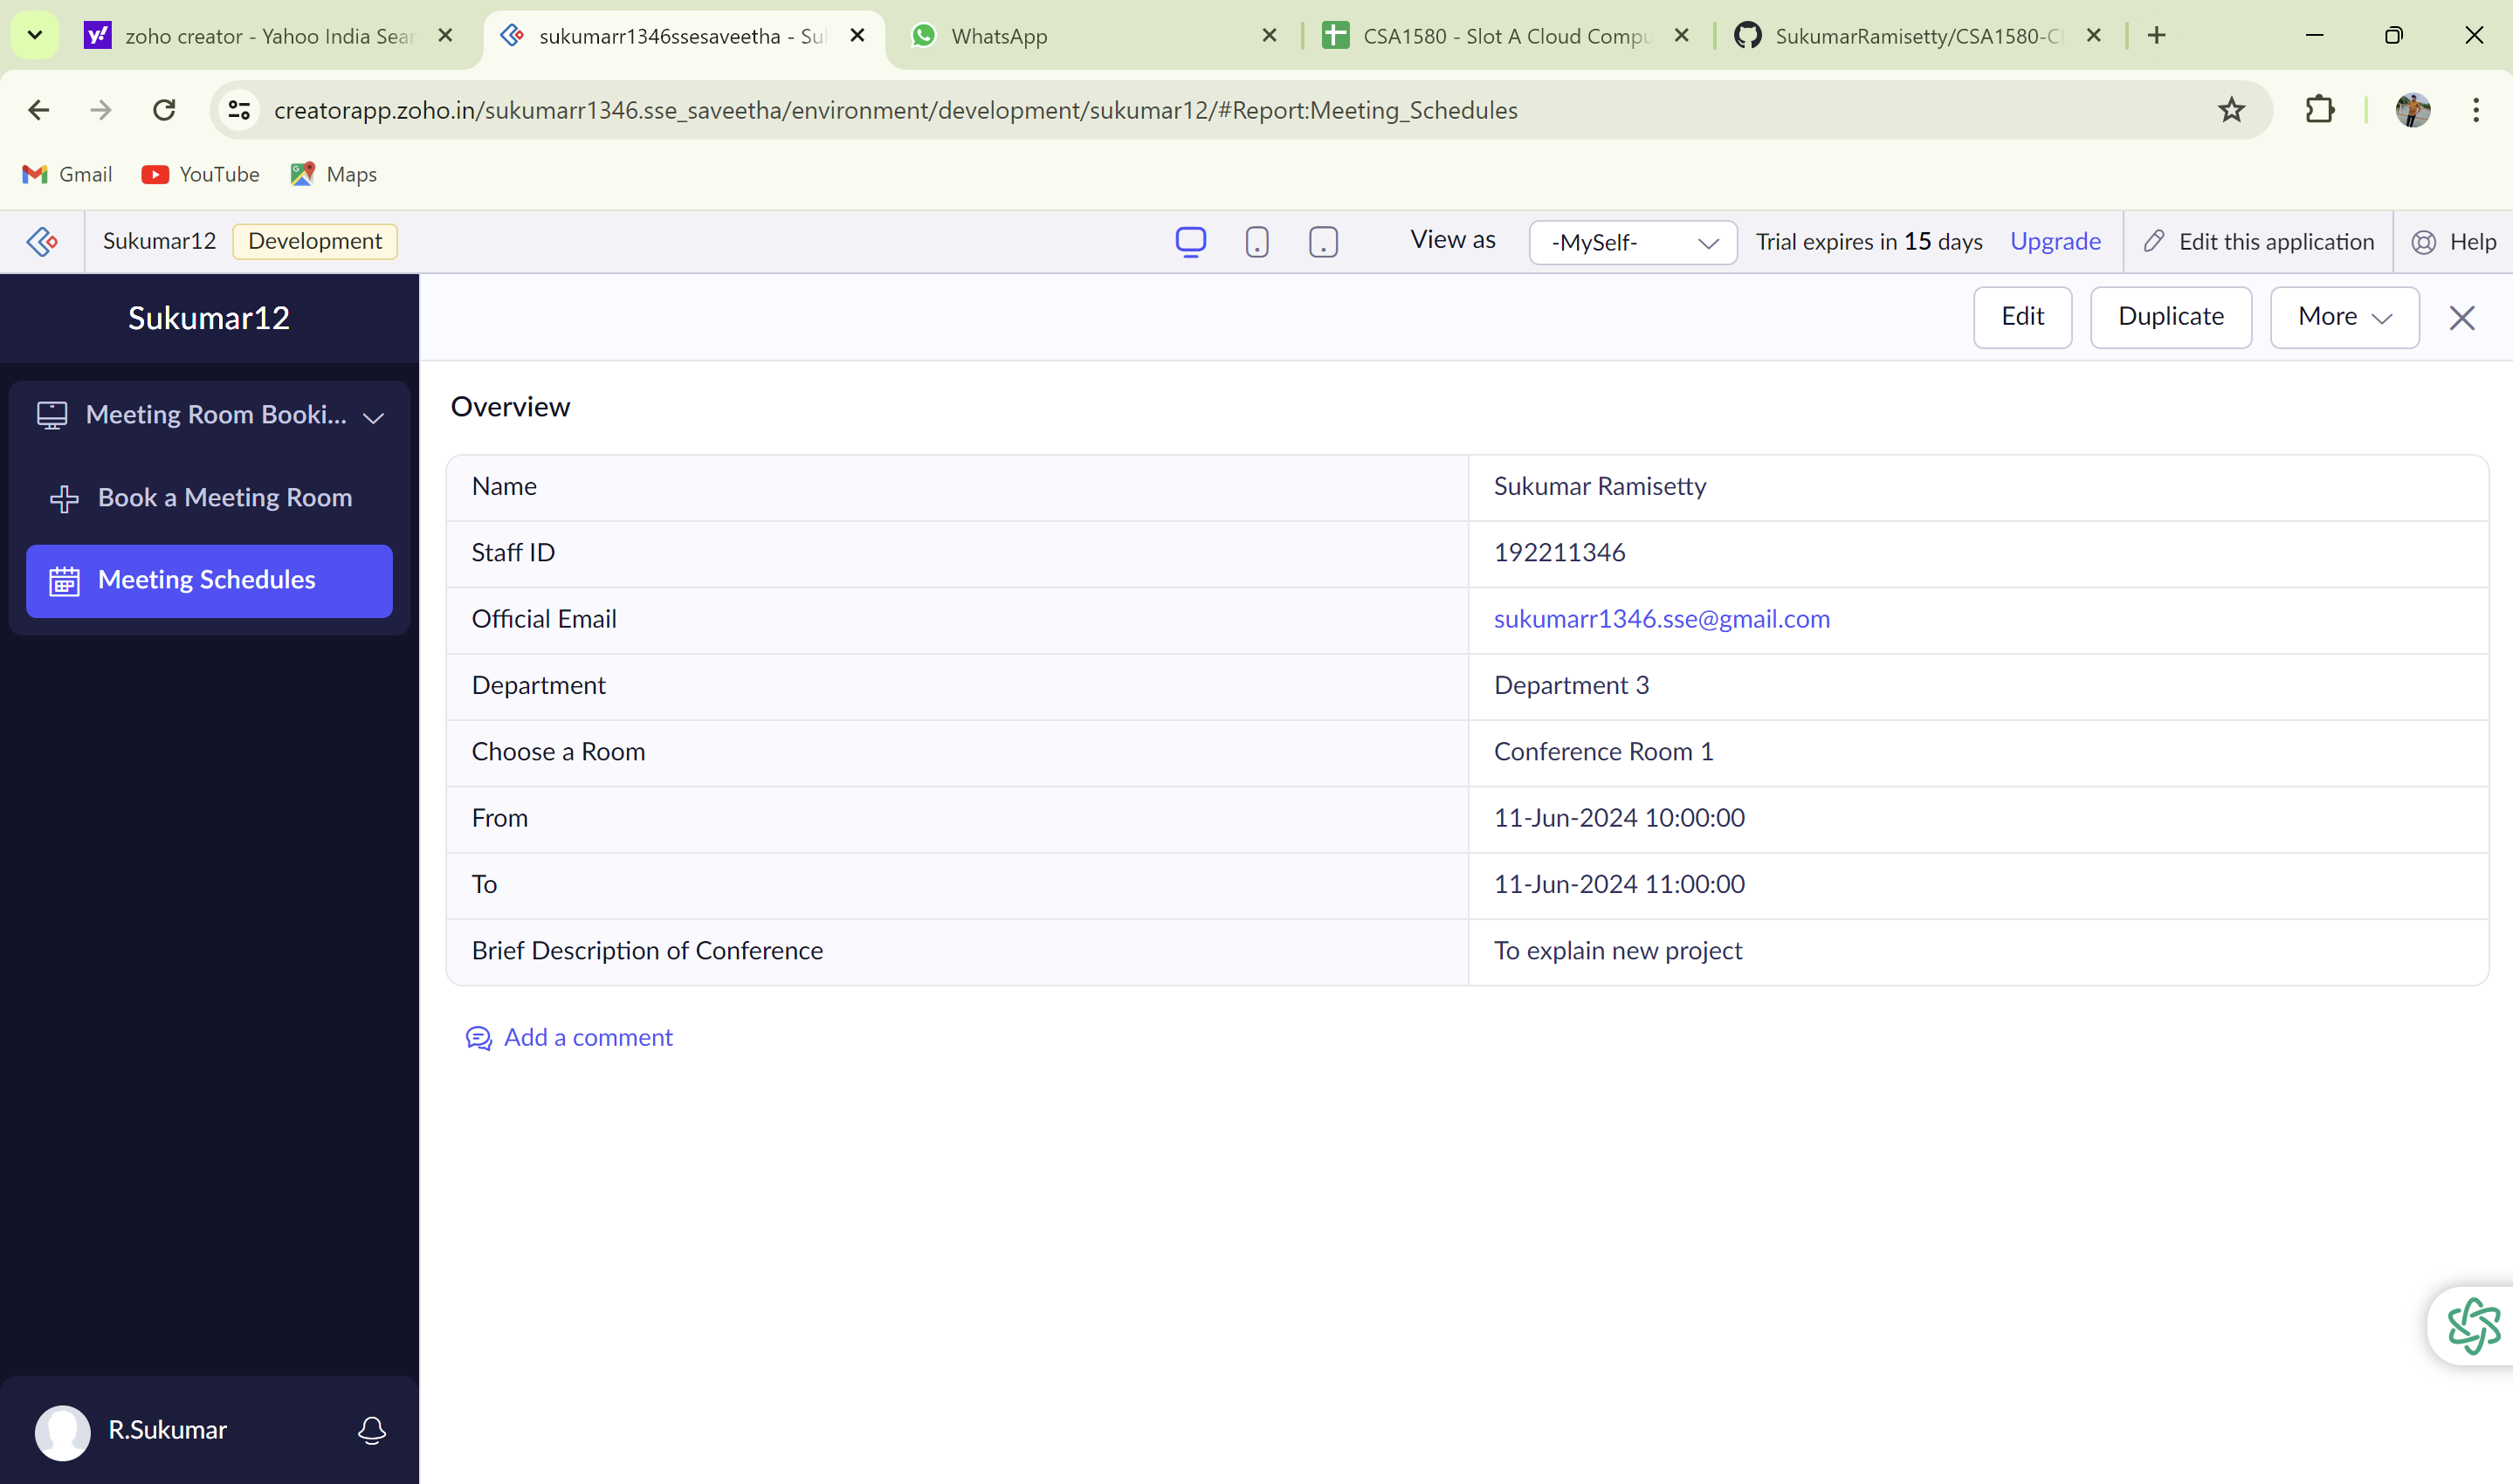 zoho creator - Yahoo India Sear
sukumarr1346ssesaveetha - Suk
WhatsApp
CSA1580 - Slot A Cloud Compu
SukumarRamisetty/CSA1580-Cl
creatorapp.zoho.in/sukumarr1346.sse_saveetha/environment/development/sukumar12/#Report:Meeting_Schedules
Gmail YouTube Maps
Sukumar12 Development View as -MySelf- Trial expires in 15 days Upgrade Edit this application Help
Sukumar12
Edit Duplicate More
Meeting Room Booki...
Book a Meeting Room
Meeting Schedules
Overview
Name Sukumar Ramisetty
Staff ID 192211346
Official Email sukumarr1346.sse@gmail.com
Department Department 3
Choose a Room Conference Room 1
From 11-Jun-2024 10:00:00
To 11-Jun-2024 11:00:00
Brief Description of Conference To explain new project
Add a comment
R.Sukumar